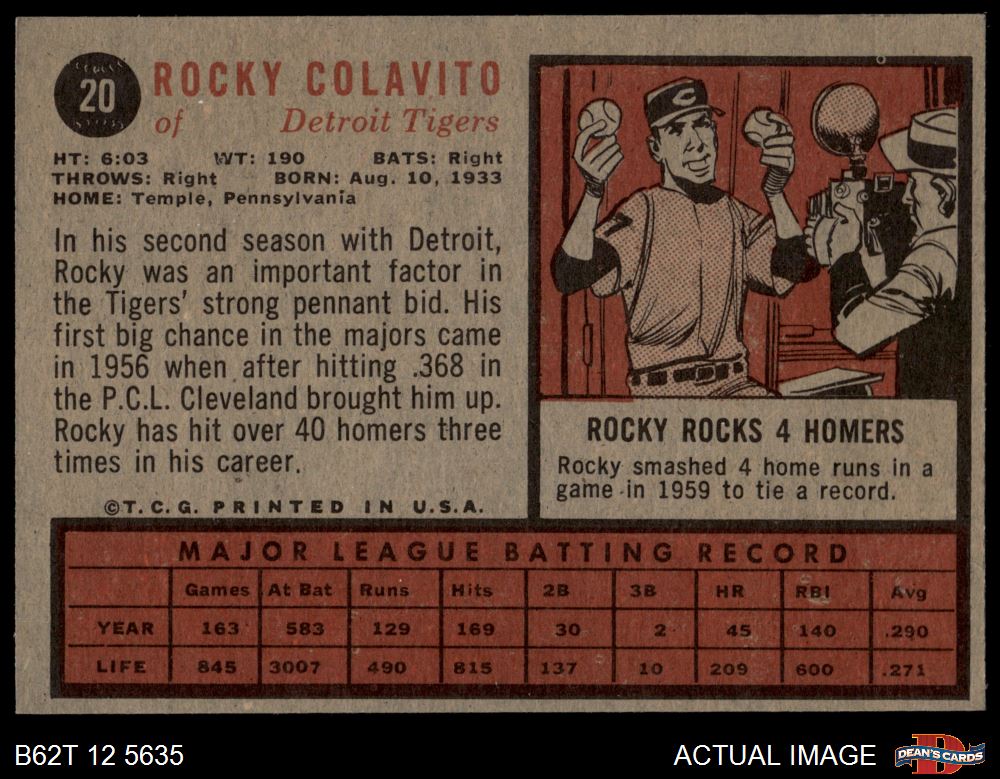 20
ROCKY COLAVITO
of Detroit Tigers
HT: 6:03 WT: 190 BATS: Right
THROWS: Right BORN: Aug. 10, 1933
HOME: Temple, Pennsylvania
In his second season with Detroit,
Rocky was an important factor in
the Tigers' strong pennant bid. His
first big chance in the majors came
in 1956 when after hitting .368 in
the P.C.L. Cleveland brought him up.
Rocky has hit over 40 homers three
times in his career.
©T.C.G. PRINTED IN U.S.A.
C
7
ROCKY ROCKS 4 HOMERS
Rocky smashed 4 home runs in a
game in 1959 to tie a record.
MAJOR LEAGUE BATTING RECORD
Games At Bat Runs Hits 2B 3B HR RBI Avg
YEAR 163 583 129 169 30 2 45 140 .290
LIFE 845 3007 490 815 137 10 209 600 .271
B62T 12 5635
ACTUAL IMAGE
D
DEAN'S CARDS